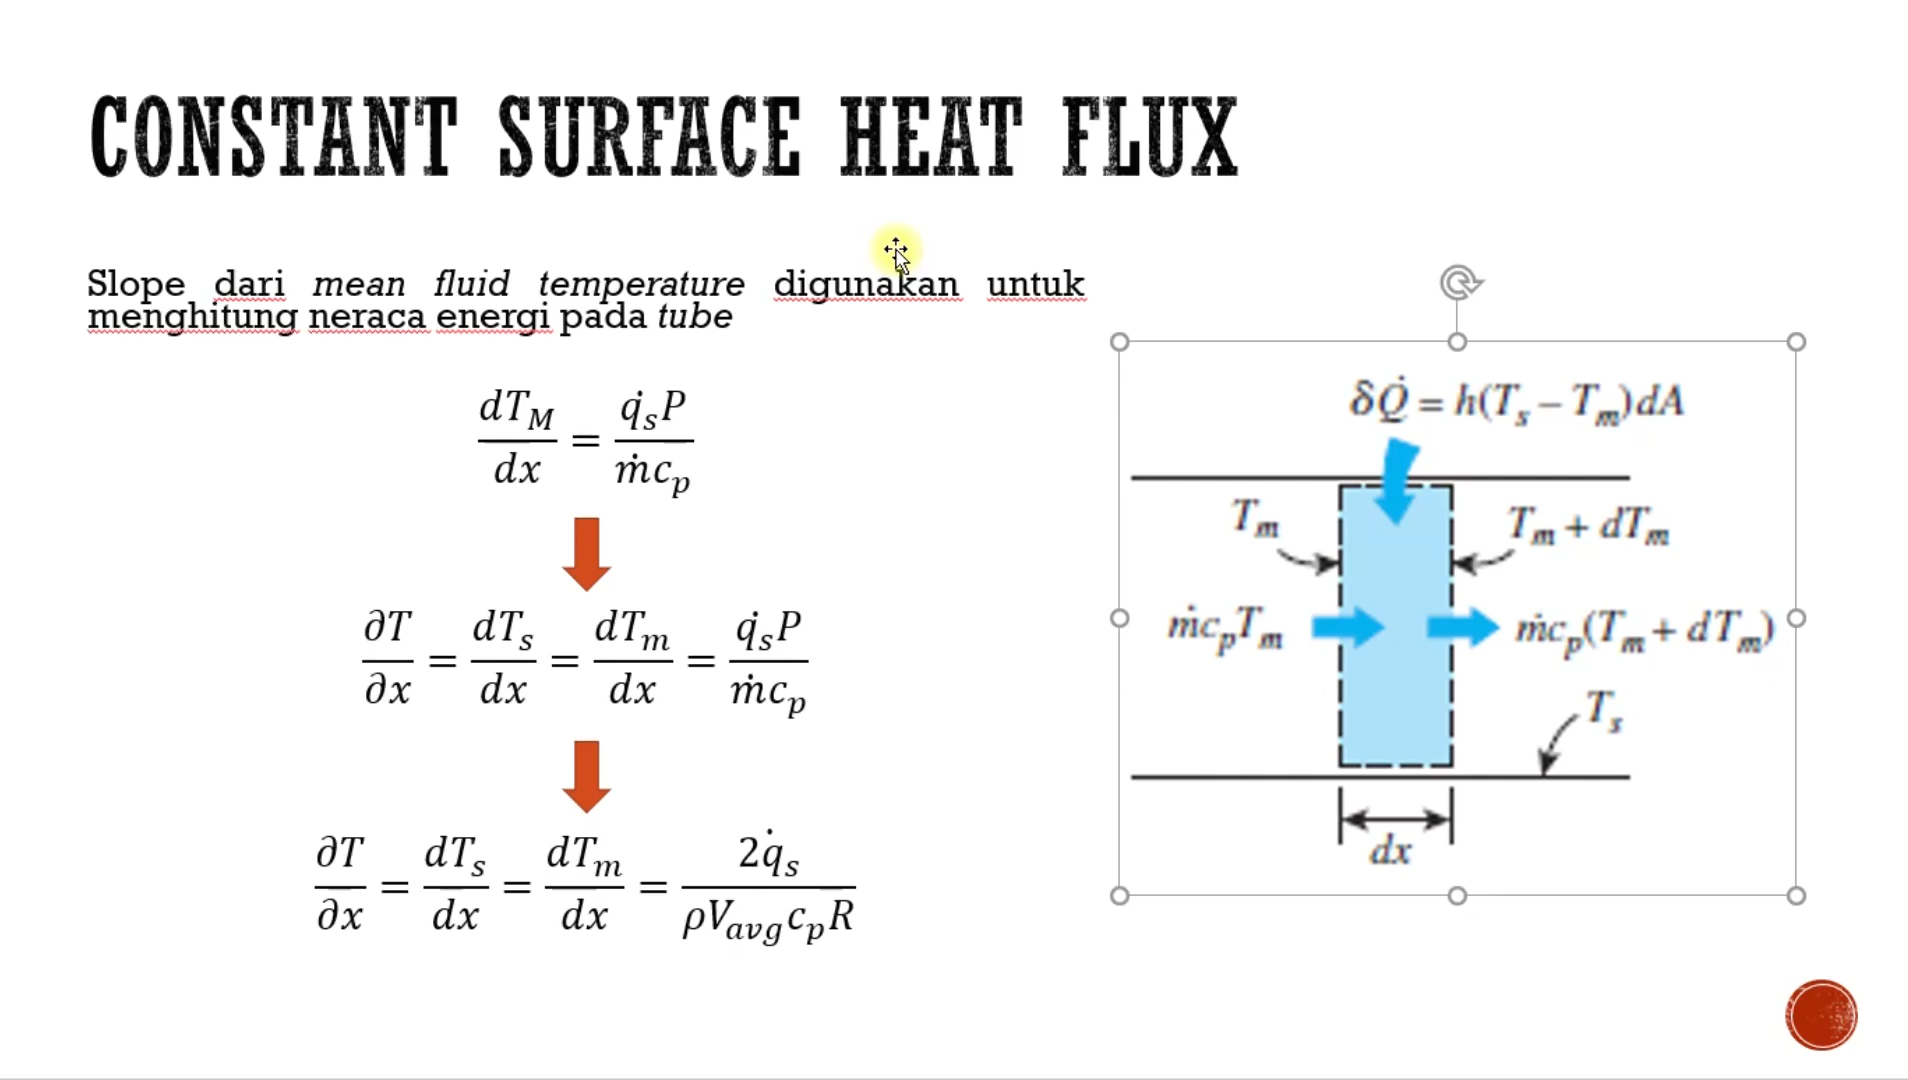 CONSTANT SURFACE HEAT FLUX
Slope dari mean fluid temperature digunakan untuk
menghitung neraca energi pada tube
dT_M/dx = q̇_sP/ṁc_p
∂T/∂x = dT_s/dx = dT_m/dx = q̇_sP/ṁc_p
∂T/∂x = dT_s/dx = dT_m/dx = 2q̇_s/ρV_avgc_pR
δQ̇ = h(T_s − T_m)dA
T_m
T_m + dT_m
ṁc_pT_m
ṁc_p(T_m + dT_m)
T_s
dx